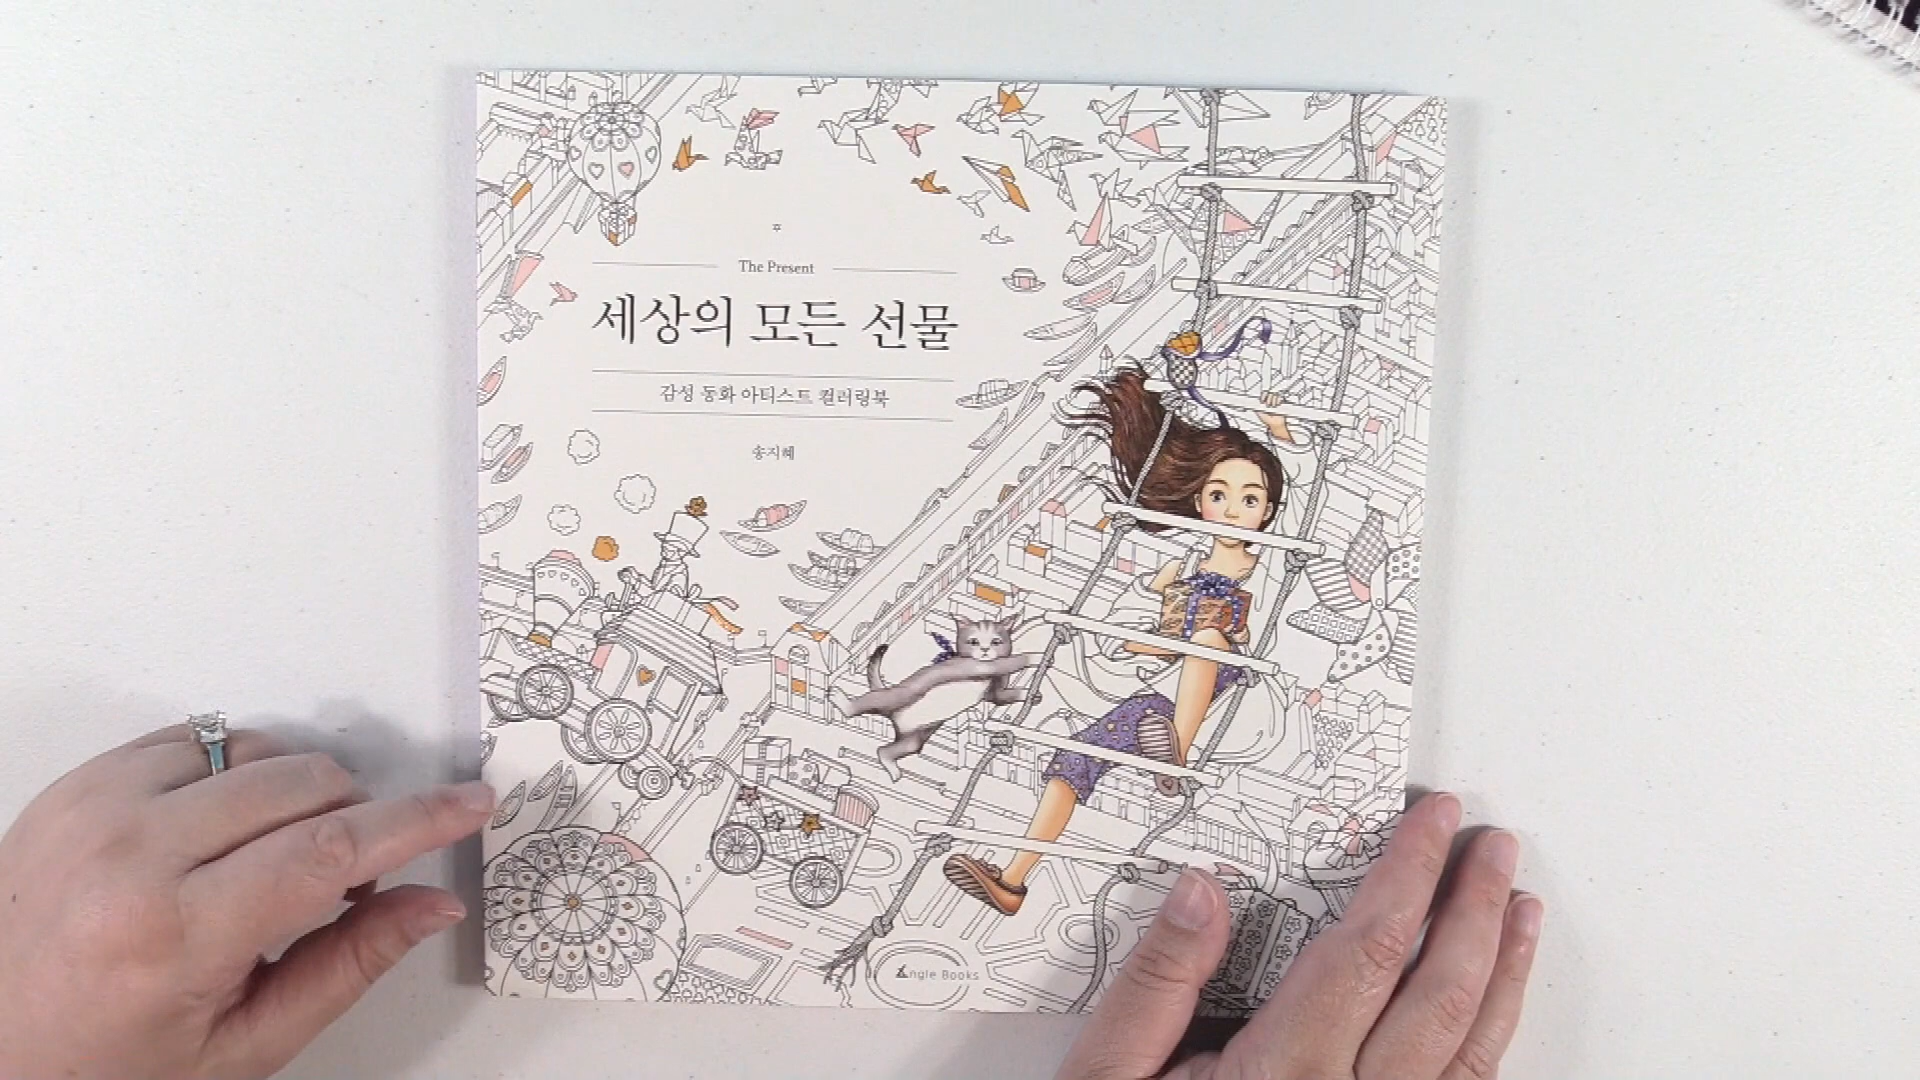 The Present
세상의 모든 선물
감성 동화 아티스트 컬러링북
송지혜
Angle Books